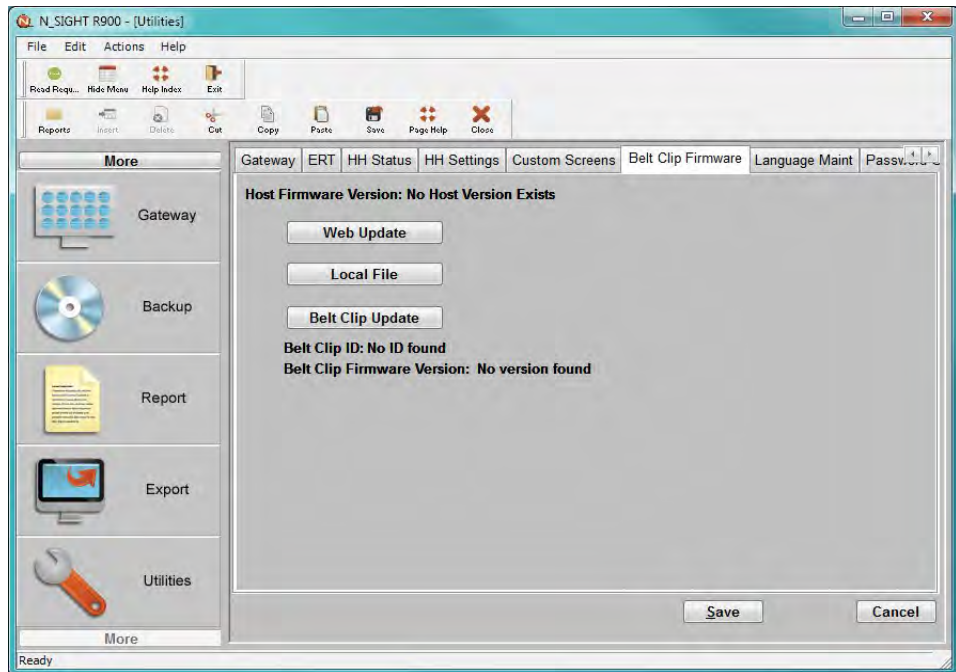 N_SIGHT R900 - [Utilities]
File Edit Actions Help
Read Requ... Hide Menu Help Index Exit
Reports Insert Delete Cut Copy Paste Save Page Help Close
More
Gateway
Backup
Report
Export
Utilities
More
Gateway ERT HH Status HH Settings Custom Screens Belt Clip Firmware Language Maint
Host Firmware Version: No Host Version Exists
Web Update
Local File
Belt Clip Update
Belt Clip ID: No ID found
Belt Clip Firmware Version: No version found
Save Cancel
Ready